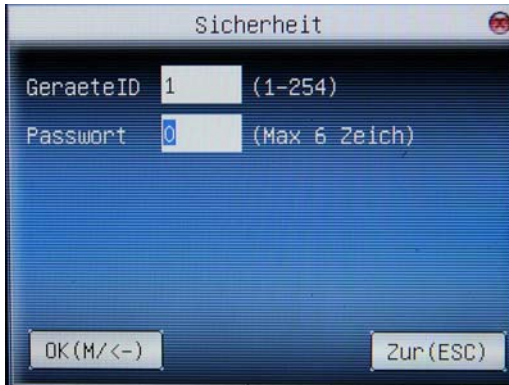 Sicherheit
GeraeteID 1 (1-254)
Passwort 0 (Max 6 Zeich)
OK(M/<-) Zur(ESC)